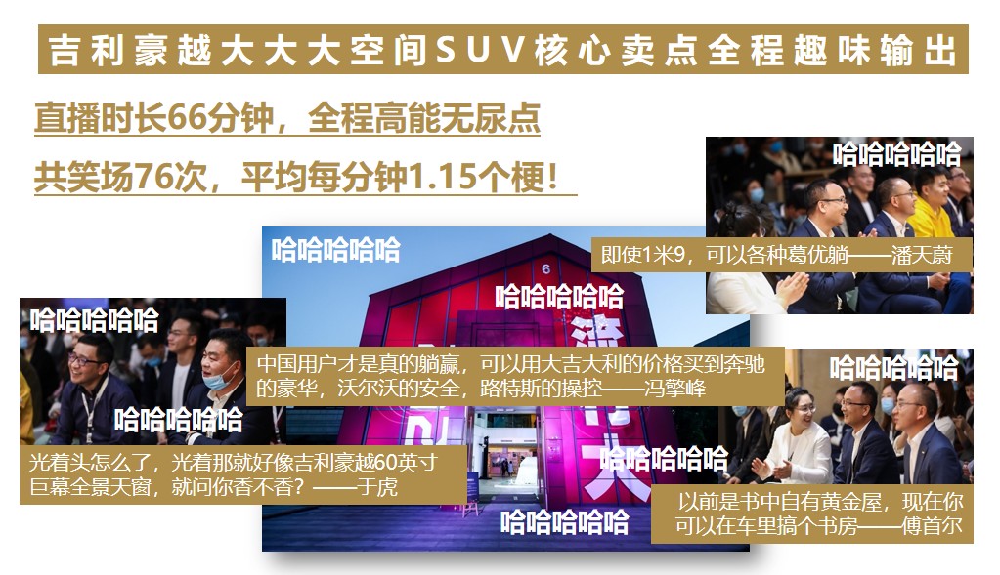 吉利豪越大大大空间SUV核心卖点全程趣味输出
直播时长66分钟，全程高能无尿点
共笑场76次，平均每分钟1.15个梗！
哈哈哈哈哈
即使1米9，可以各种葛优躺——潘天蔚
哈哈哈哈哈
6
哈哈哈哈哈
哈哈哈哈哈
中国用户才是真的躺赢，可以用大吉大利的价格买到奔驰
的豪华，沃尔沃的安全，路特斯的操控——冯擎峰
哈哈哈哈哈
哈哈哈哈哈
光着头怎么了，光着那就好像吉利豪越60英寸
巨幕全景天窗，就问你香不香？——于虎
哈哈哈哈哈
哈哈哈哈哈
以前是书中自有黄金屋，现在你
可以在车里搞个书房——傅首尔